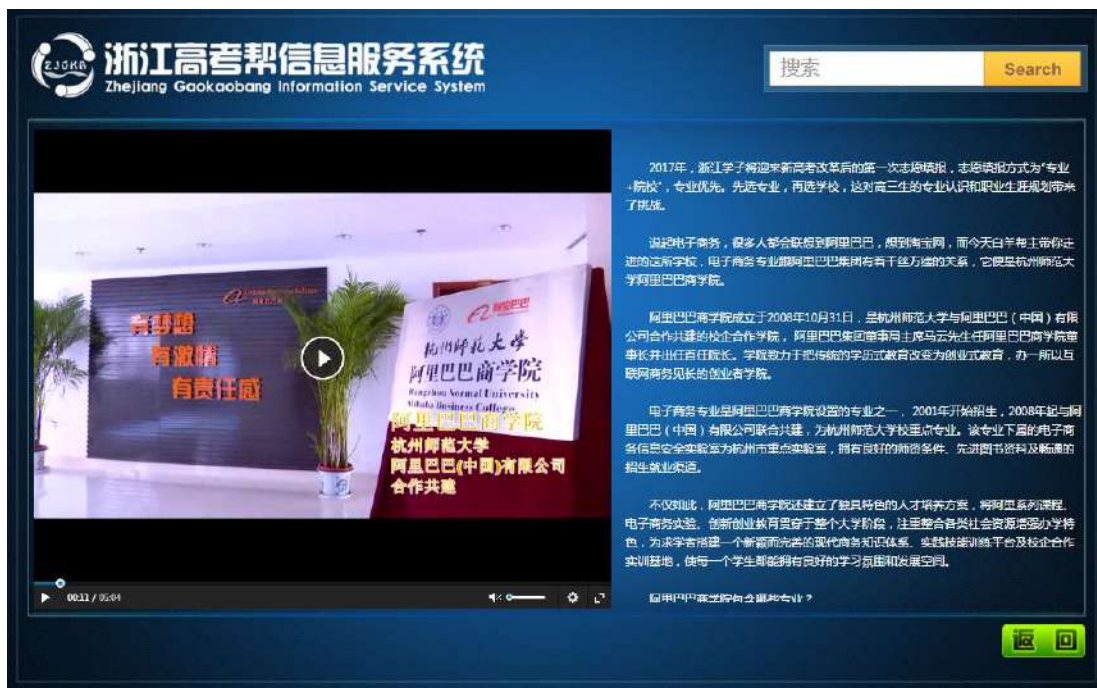 ZJGKB
浙江高考帮信息服务系统
Zhejiang Gaokaobang Information Service System
搜索
Search
有梦想
有激情
有责任感
阿里巴巴
杭州师范大学
阿里巴巴商学院
Hangzhou Normal University
Alibaba Business College
阿里巴巴商学院
杭州师范大学
阿里巴巴(中国)有限公司
合作共建
00:11 / 05:04
2017年，浙江学子将迎来新高考改革后的第一次志愿填报，志愿填报方式为“专业
+院校”，专业优先。先选专业，再选学校，这对高三生的专业认识和职业生涯规划带来
了挑战。
说起电子商务，很多人都会联想到阿里巴巴，想到淘宝网，而今天白羊帮主带你走
进的这所学校，电子商务专业跟阿里巴巴集团有着千丝万缕的关系，它便是杭州师范大
学阿里巴巴商学院。
阿里巴巴商学院成立于2008年10月31日，是杭州师范大学与阿里巴巴（中国）有限
公司合作共建的校企合作学院，阿里巴巴集团董事局主席马云先生任阿里巴巴商学院董
事长并出任首任院长。学院致力于把传统的学历式教育改变为创业式教育，办一所以互
联网商务见长的创业者学院。
电子商务专业是阿里巴巴商学院设置的专业之一，2001年开始招生，2008年起与阿
里巴巴（中国）有限公司联合共建，为杭州师范大学校重点专业。该专业下属的电子商
务信息安全实验室为杭州市重点实验室，拥有良好的师资条件、先进图书资料及畅通的
招生就业渠道。
不仅如此，阿里巴巴商学院还建立了独具特色的人才培养方案，将阿里系列课程、
电子商务实验、创新创业教育贯穿于整个大学阶段，注重整合各类社会资源增强办学特
色，为求学者搭建一个新颖而完善的现代商务知识体系、实践技能训练平台及校企合作
实训基地，使每一个学生都能拥有良好的学习氛围和发展空间。
阿里巴巴商学院包含哪些专业？
返 回